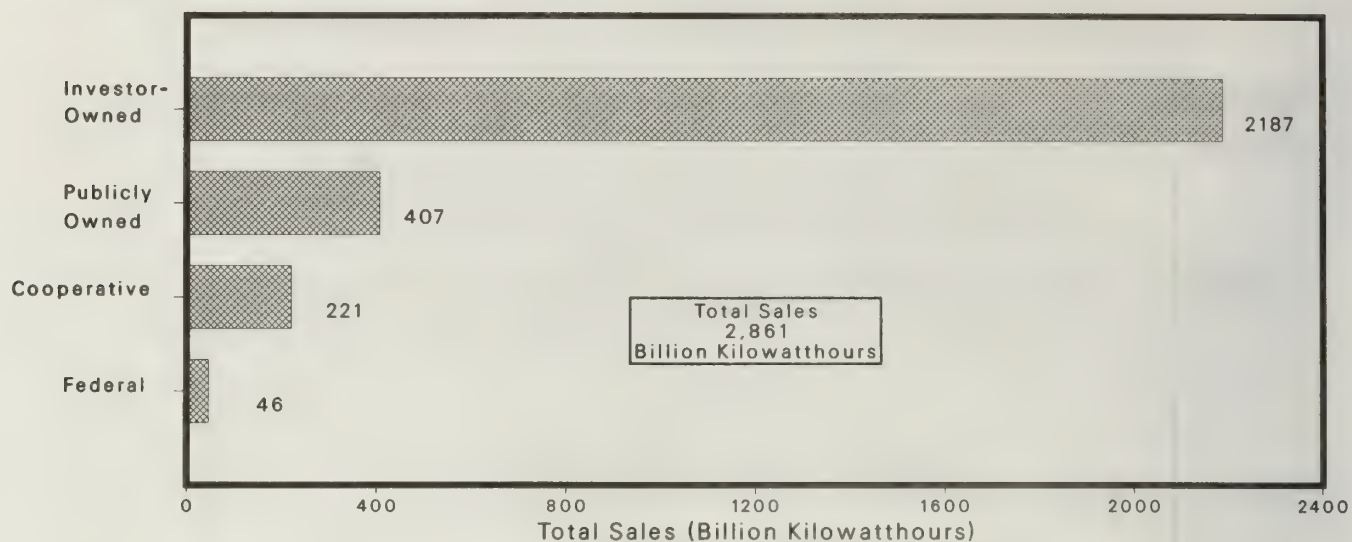 Investor-
Owned
2187
Publicly
Owned
407
Cooperative
221
Federal
46
Total Sales
2,861
Billion Kilowatthours
0 400 800 1200 1600 2000 2400
Total Sales (Billion Kilowatthours)